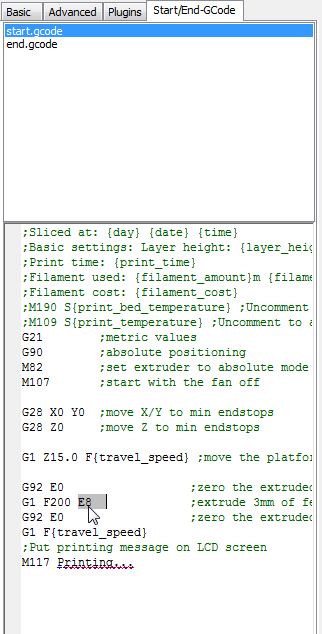 Basic Advanced Plugins Start/End-GCode
start.gcode
end.gcode
;Sliced at: {day} {date} {time}
;Basic settings: Layer height: {layer_heig
;Print time: {print_time}
;Filament used: {filament_amount}m {filame
;Filament cost: {filament_cost}
;M190 S{print_bed_temperature} ;Uncomment
;M109 S{print_temperature} ;Uncomment to a
G21 ;metric values
G90 ;absolute positioning
M82 ;set extruder to absolute mode
M107 ;start with the fan off
G28 X0 Y0 ;move X/Y to min endstops
G28 Z0 ;move Z to min endstops
G1 Z15.0 F{travel_speed} ;move the platfor
G92 E0 ;zero the extruded
G1 F200 E8 ;extrude 3mm of fe
G92 E0 ;zero the extruded
G1 F{travel_speed}
;Put printing message on LCD screen
M117 Printing...